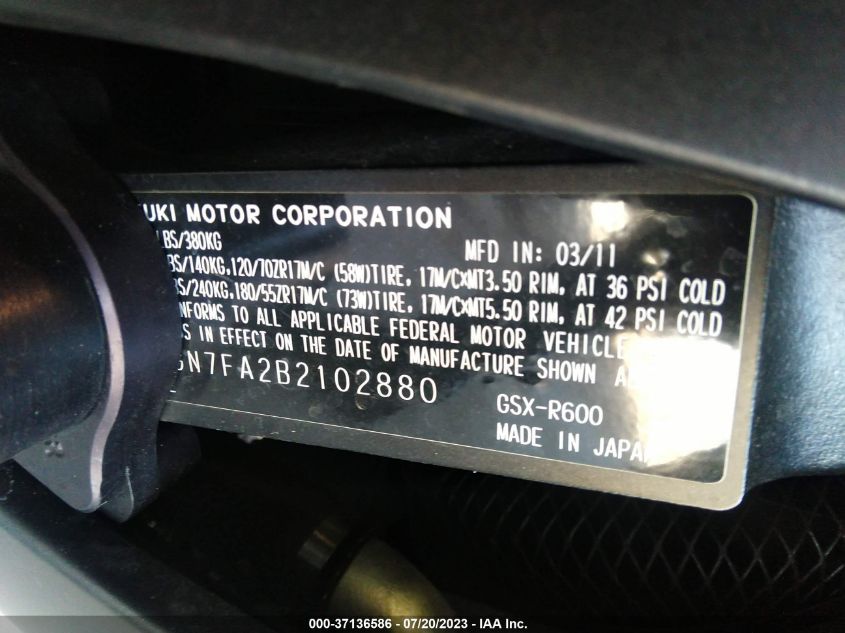 UKI MOTOR CORPORATION
LBS/380KG
MFD IN: 03/11
BS/140KG,120/70ZR17M/C (58W)TIRE, 17M/CxMT3.50 RIM, AT 36 PSI COLD
BS/240KG,180/55ZR17M/C (73W)TIRE, 17M/CxMT5.50 RIM, AT 42 PSI COLD
NFORMS TO ALL APPLICABLE FEDERAL MOTOR VEHICLE
S IN EFFECT ON THE DATE OF MANUFACTURE SHOWN A
GN7FA2B2102880
GSX-R600
MADE IN JAPA
000-37136586 / 07/20/2023 - IAA Inc.